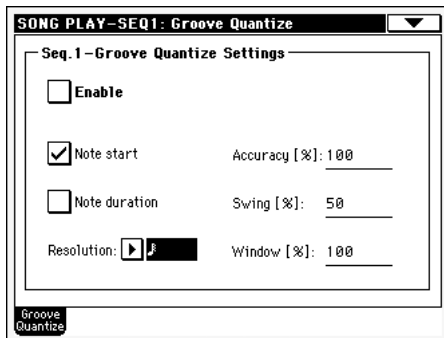 SONG PLAY-SEQ1: Groove Quantize
Seq.1-Groove Quantize Settings
Enable
Note start
Accuracy [%]: 100
Note duration
Swing [%]: 50
Resolution:
Window [%]: 100
Groove
Quantize